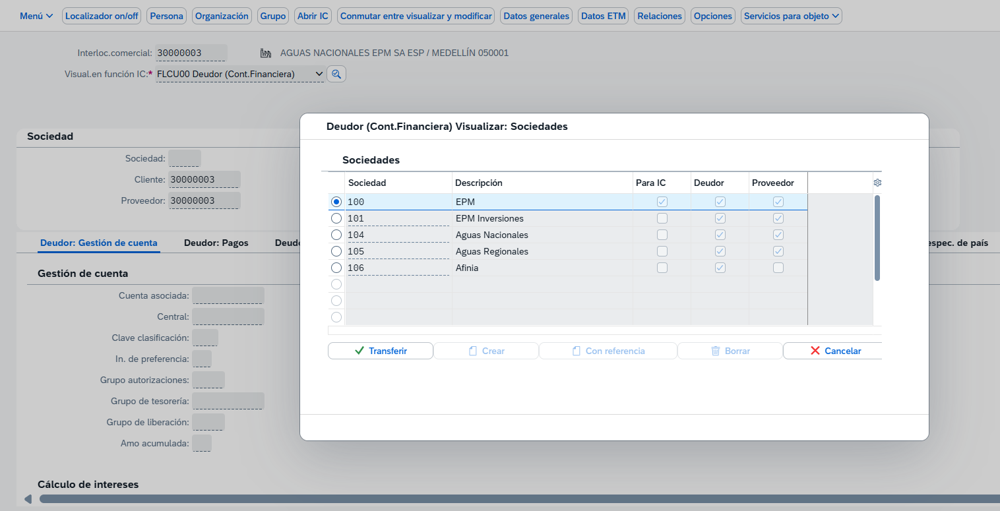 Menú Localizador on/off Persona Organización Grupo Abrir IC Conmutar entre visualizar y modificar Datos generales Datos ETM Relaciones Opciones Servicios para objeto
Interloc.comercial: 30000003 AGUAS NACIONALES EPM SA ESP / MEDELLÍN 050001
Visual.en función IC:* FLCU00 Deudor (Cont.Financiera)
Sociedad
Sociedad:
Cliente: 30000003
Proveedor: 30000003
Deudor: Gestión de cuenta Deudor: Pagos Deudo espec. de país
Gestión de cuenta
Cuenta asociada:
Central:
Clave clasificación:
In. de preferencia:
Grupo autorizaciones:
Grupo de tesorería:
Grupo de liberación:
Amo acumulada:
Cálculo de intereses
Deudor (Cont.Financiera) Visualizar: Sociedades
Sociedades
Sociedad Descripción Para IC Deudor Proveedor
100 EPM
101 EPM Inversiones
104 Aguas Nacionales
105 Aguas Regionales
106 Afinia
Transferir Crear Con referencia Borrar Cancelar